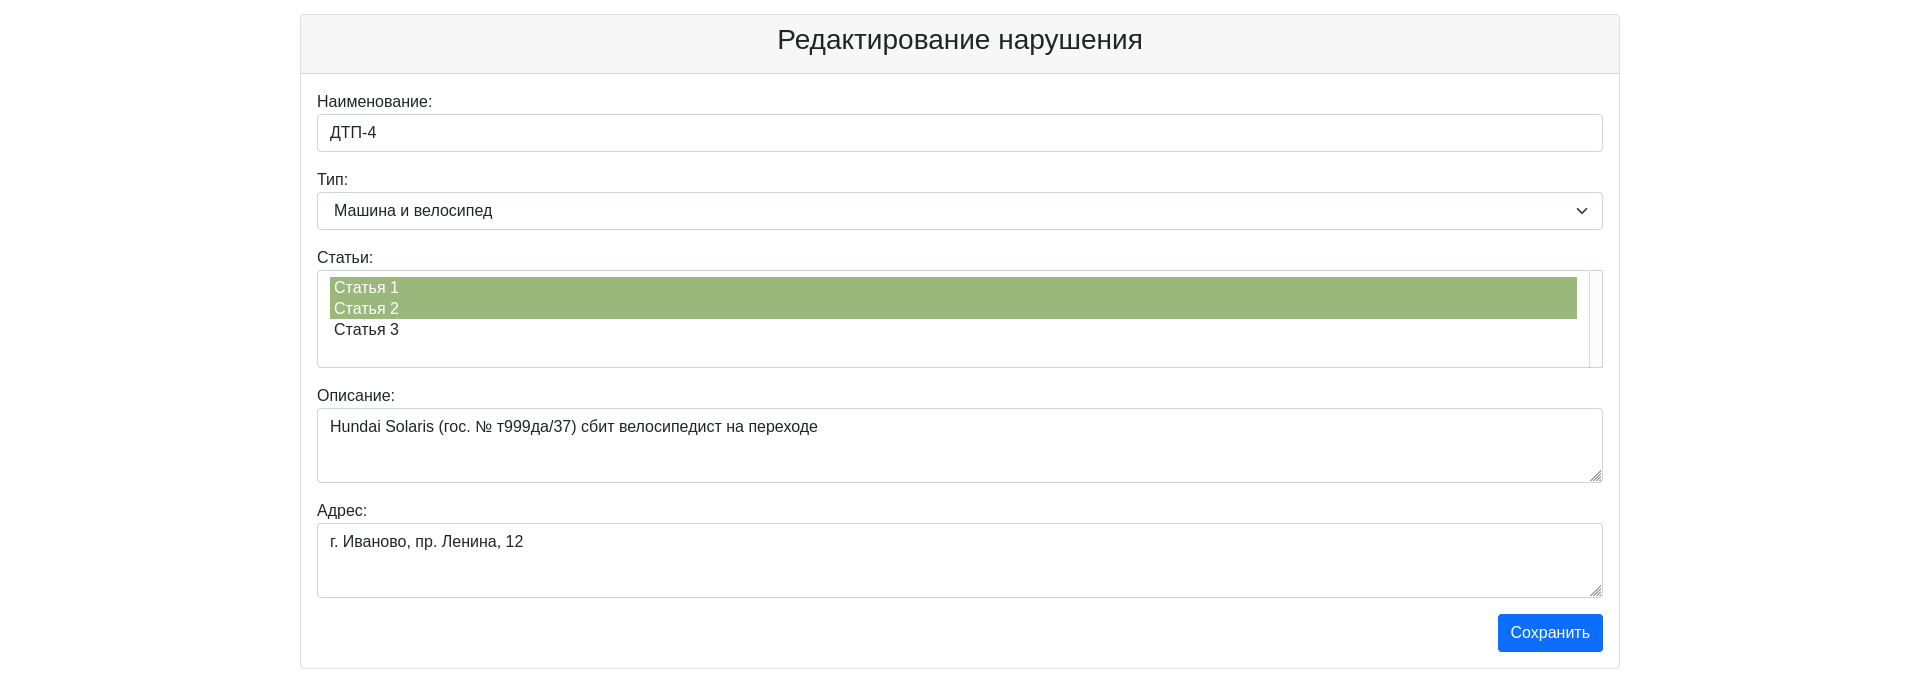 Редактирование нарушения
Наименование:
ДТП-4
Тип:
Машина и велосипед
Статьи:
Статья 1
Статья 2
Статья 3
Описание:
Hundai Solaris (гос. № т999да/37) сбит велосипедист на переходе
Адрес:
г. Иваново, пр. Ленина, 12
Сохранить